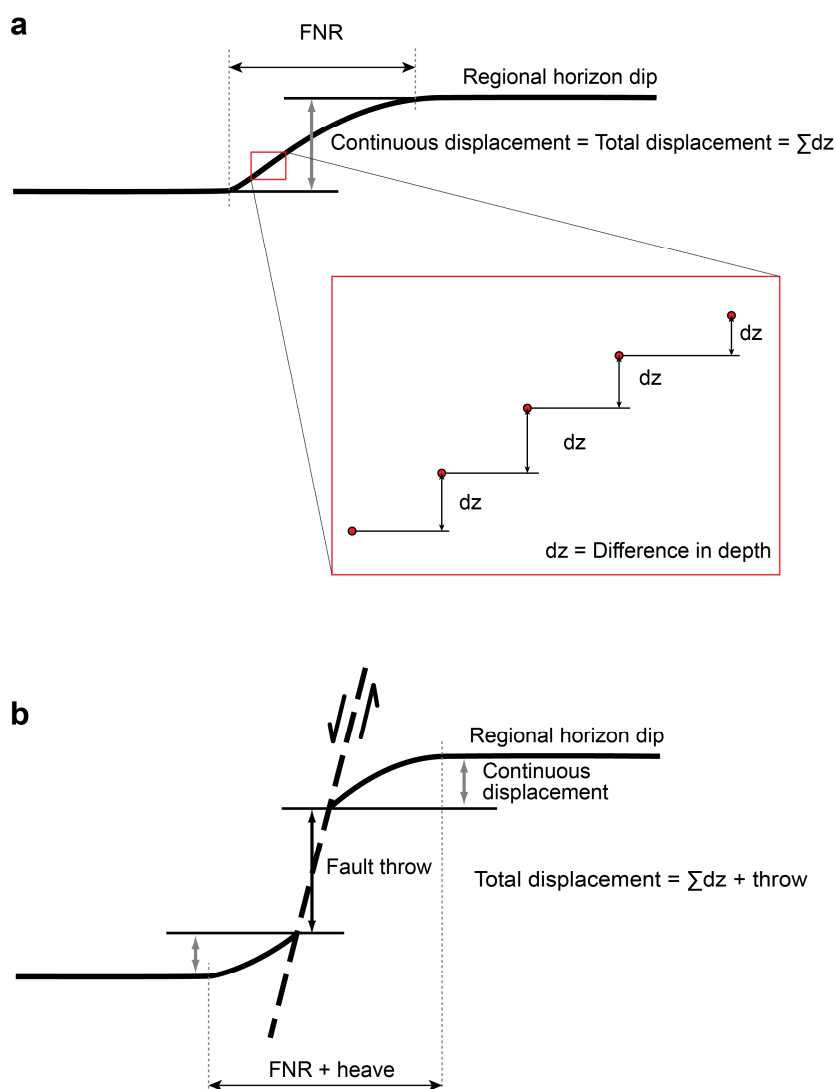 a
FNR
Regional horizon dip
Continuous displacement = Total displacement = ∑dz
dz
dz
dz
dz
dz = Difference in depth
b
Regional horizon dip
Continuous
displacement
Fault throw
Total displacement = ∑dz + throw
FNR + heave